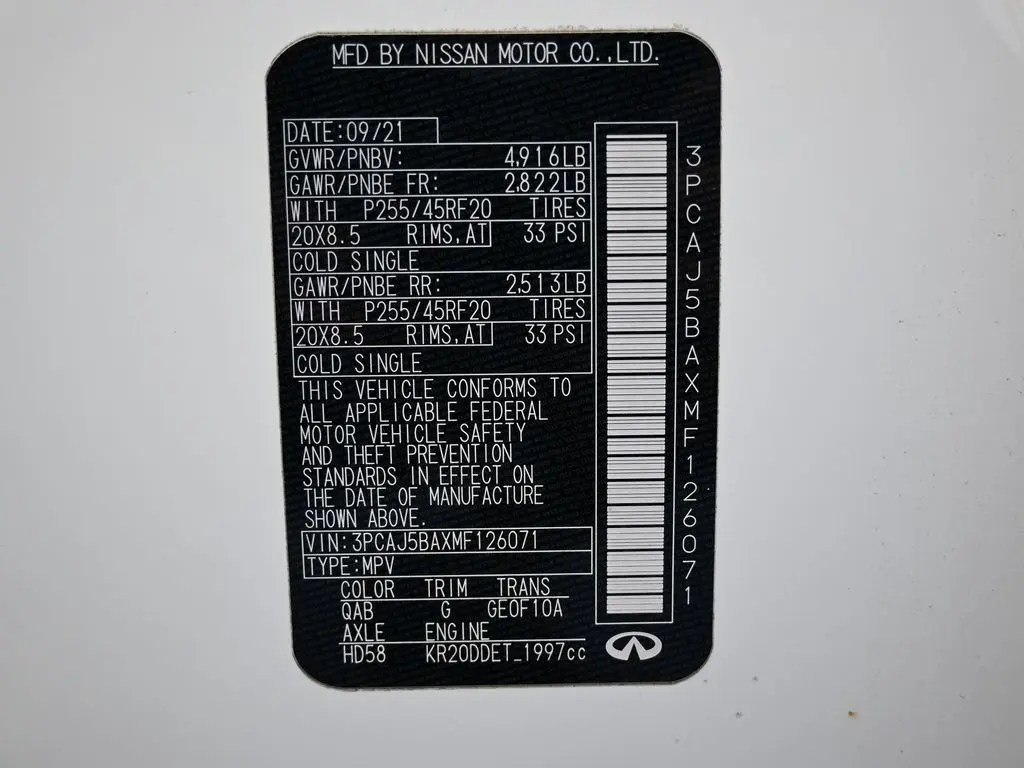 MFD BY NISSAN MOTOR CO.,LTD.
DATE:09/21
GVWR/PNBV: 4,916LB
GAWR/PNBE FR: 2,822LB
WITH P255/45RF20 TIRES
20X8.5 RIMS,AT 33 PSI
COLD SINGLE
GAWR/PNBE RR: 2,513LB
WITH P255/45RF20 TIRES
20X8.5 RIMS,AT 33 PSI
COLD SINGLE
THIS VEHICLE CONFORMS TO
ALL APPLICABLE FEDERAL
MOTOR VEHICLE SAFETY
AND THEFT PREVENTION
STANDARDS IN EFFECT ON
THE DATE OF MANUFACTURE
SHOWN ABOVE.
VIN:3PCAJ5BAXMF126071
TYPE:MPV
COLOR TRIM TRANS
QAB G GE0F10A
AXLE ENGINE
HD58 KR20DDET_1997cc
3PCAJ5BAXMF126071